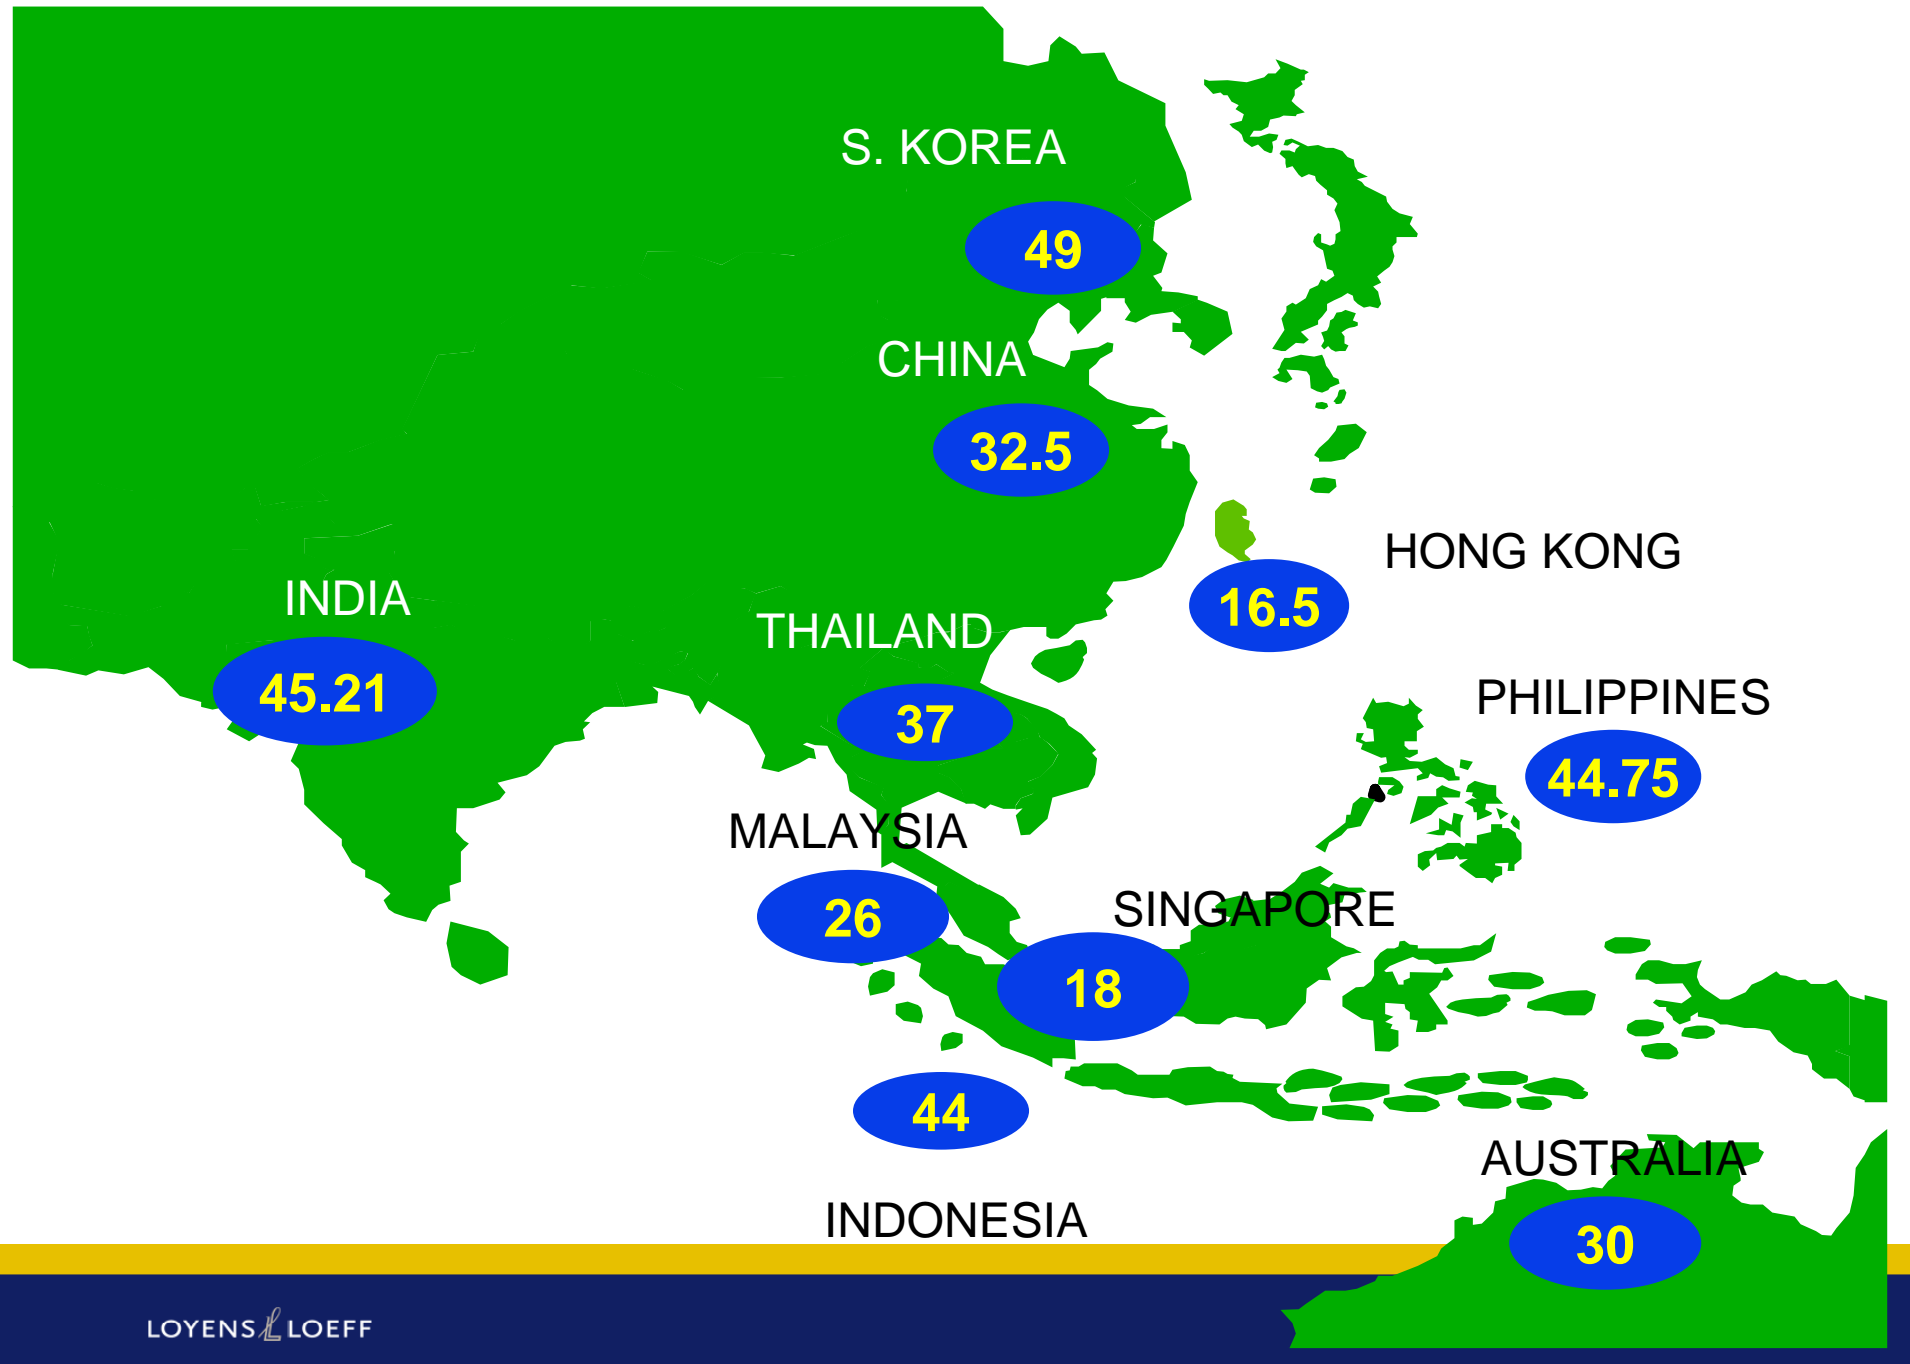 S. KOREA
49
CHINA
32.5
HONG KONG
16.5
INDIA
45.21
THAILAND
37
PHILIPPINES
44.75
MALAYSIA
26
SINGAPORE
18
44
INDONESIA
AUSTRALIA
30
LOYENS LOEFF